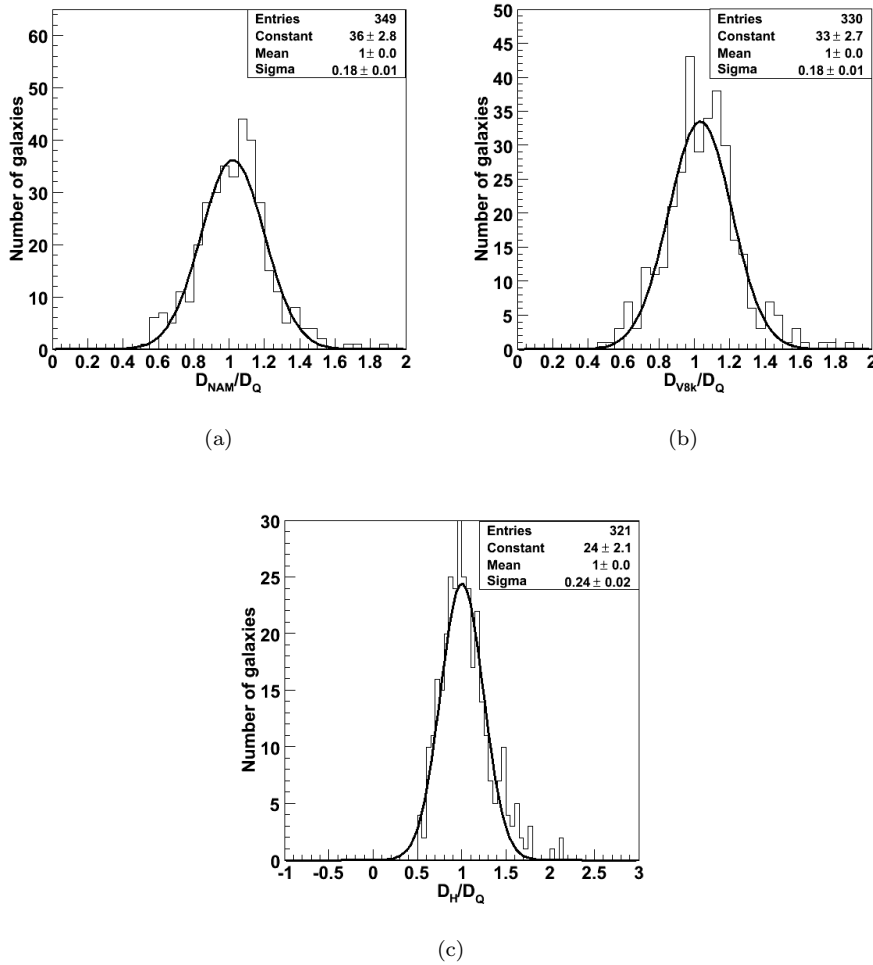 Entries 349
Constant 36 ± 2.8
Mean 1 ± 0.0
Sigma 0.18 ± 0.01
Number of galaxies
60
50
40
30
20
10
0
0 0.2 0.4 0.6 0.8 1 1.2 1.4 1.6 1.8 2
D_NAM/D_Q
(a)
Entries 330
Constant 33 ± 2.7
Mean 1 ± 0.0
Sigma 0.18 ± 0.01
Number of galaxies
50
45
40
35
30
25
20
15
10
5
0
0 0.2 0.4 0.6 0.8 1 1.2 1.4 1.6 1.8 2
D_V8k/D_Q
(b)
Entries 321
Constant 24 ± 2.1
Mean 1 ± 0.0
Sigma 0.24 ± 0.02
Number of galaxies
30
25
20
15
10
5
0
-1 -0.5 0 0.5 1 1.5 2 2.5 3
D_H/D_Q
(c)